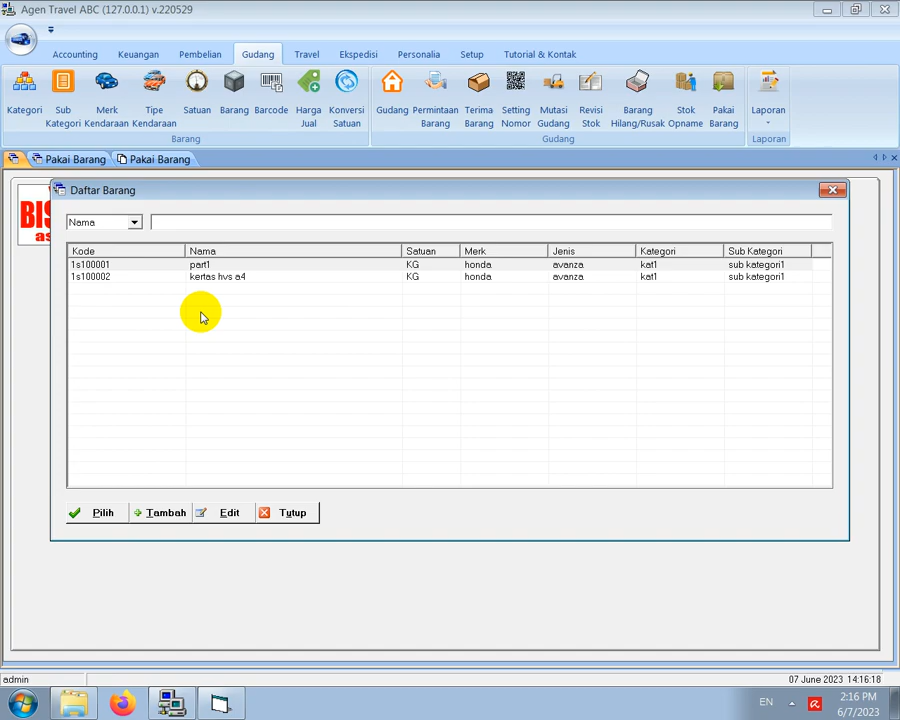 Agen Travel ABC (127.0.0.1) v.220529
Accounting Keuangan Pembelian Gudang Travel Ekspedisi Personalia Setup Tutorial & Kontak
Kategori Sub Kategori Merk Kendaraan Tipe Kendaraan Satuan Barang Barcode Harga Jual Konversi Satuan Gudang Permintaan Barang Terima Barang Setting Nomor Mutasi Gudang Revisi Stok Barang Hilang/Rusak Stok Opname Pakai Barang Laporan
Barang Gudang Laporan
Pakai Barang Pakai Barang
Daftar Barang
BIS
as
Nama
Kode Nama Satuan Merk Jenis Kategori Sub Kategori
1s100001 part1 KG honda avanza kat1 sub kategori1
1s100002 kertas hvs a4 KG honda avanza kat1 sub kategori1
Pilih Tambah Edit Tutup
admin 07 June 2023 14:16:18
EN 2:16 PM
6/7/2023